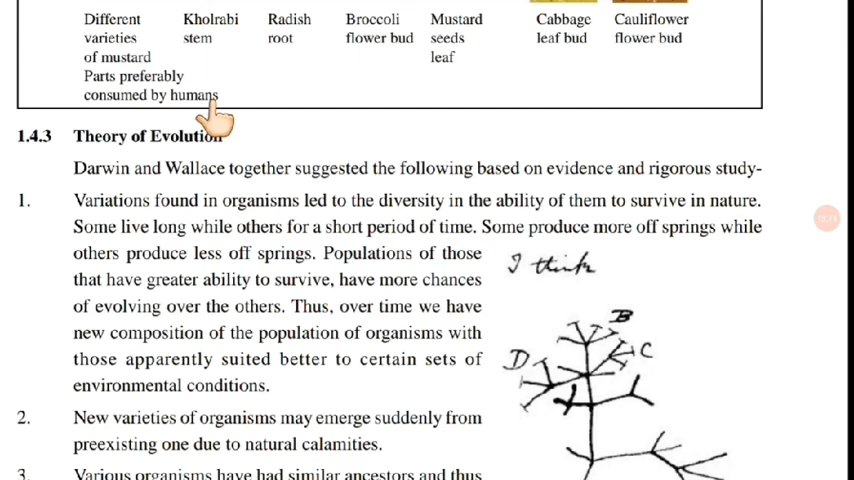 Different Kholrabi Radish Broccoli Mustard Cabbage Cauliflower
varieties stem root flower bud seeds leaf bud flower bud
of mustard leaf
Parts preferably
consumed by humans
1.4.3 Theory of Evolution
Darwin and Wallace together suggested the following based on evidence and rigorous study-
1. Variations found in organisms led to the diversity in the ability of them to survive in nature.
Some live long while others for a short period of time. Some produce more off springs while
others produce less off springs. Populations of those
that have greater ability to survive, have more chances
of evolving over the others. Thus, over time we have
new composition of the population of organisms with
those apparently suited better to certain sets of
environmental conditions.
I think
B
C
D
2. New varieties of organisms may emerge suddenly from
preexisting one due to natural calamities.
3. Various organisms have had similar ancestors and thus